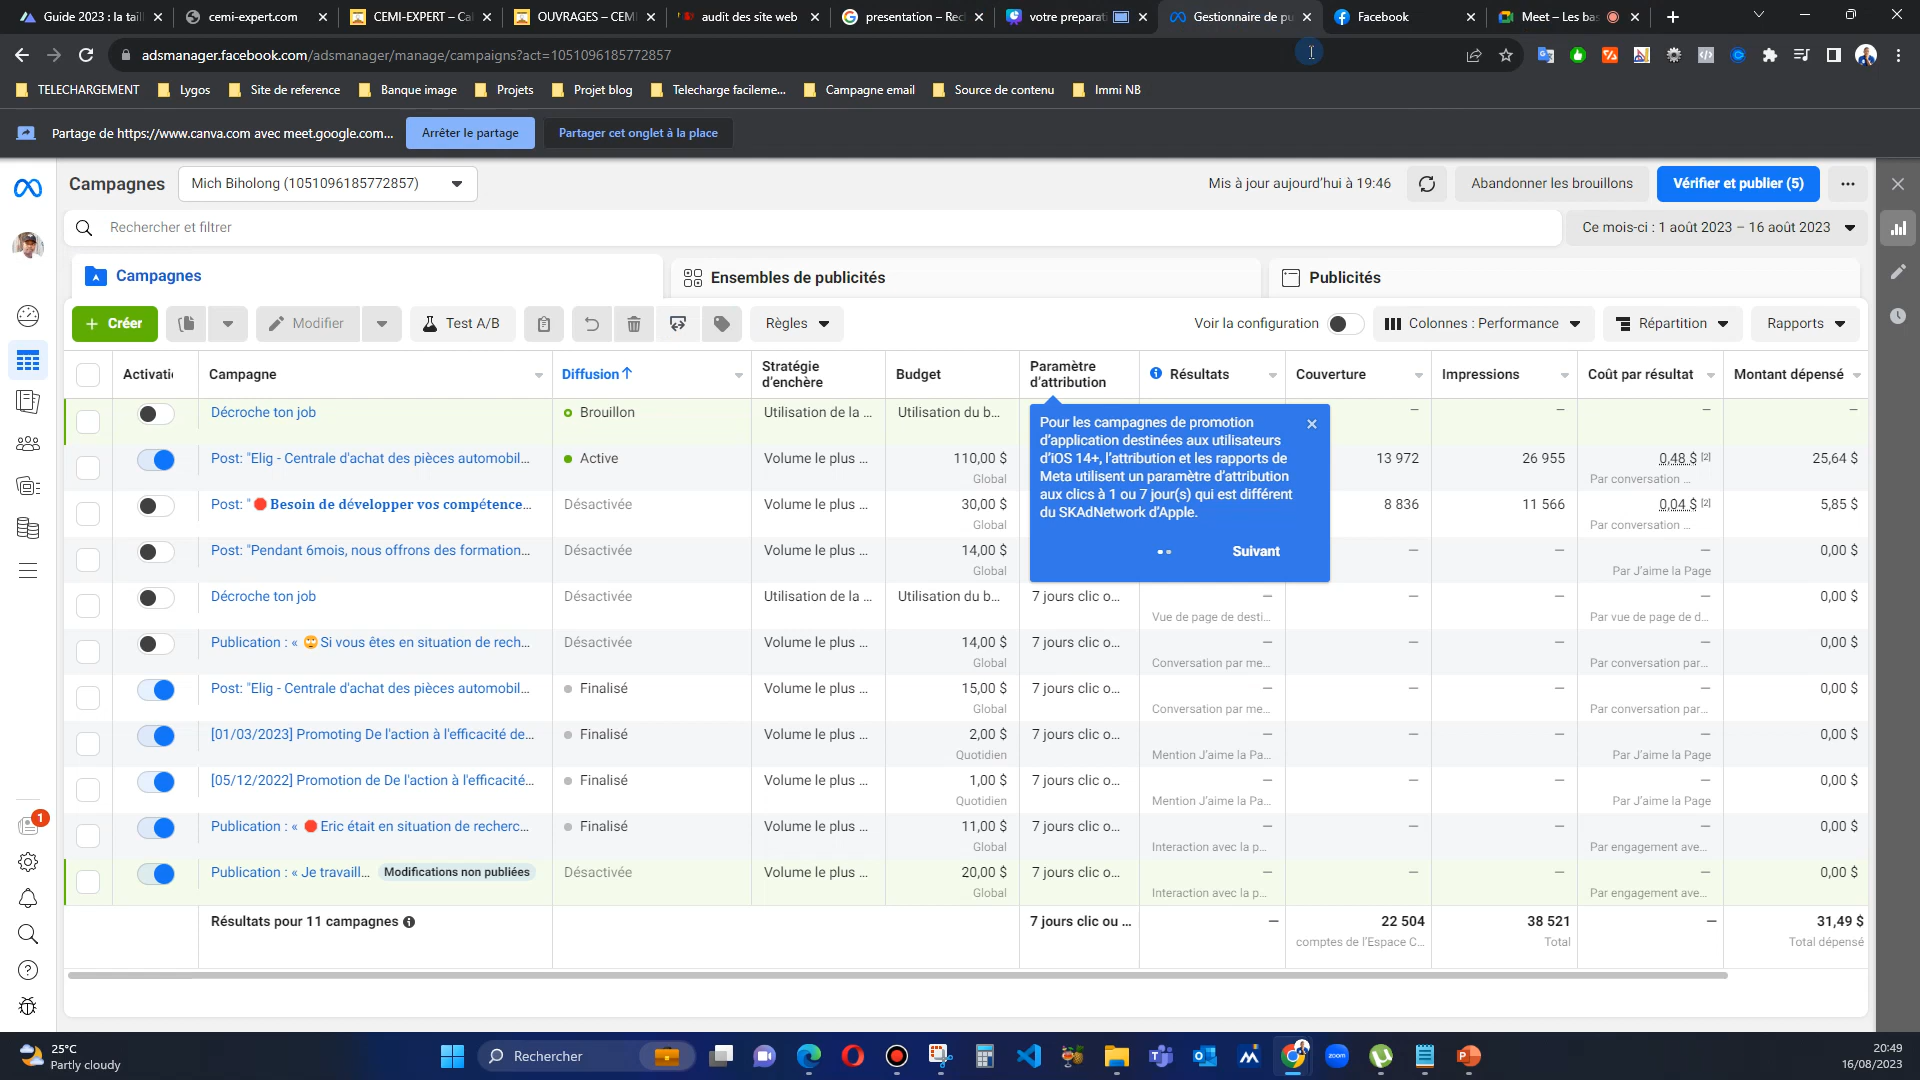 Guide 2023 : la tail
cemi-expert.com
CEMI-EXPERT – Cal
OUVRAGES – CEMI
audit des site web
presentation – Rec
votre preparat
Gestionnaire de pu
Facebook
Meet – Les bas
adsmanager.facebook.com/adsmanager/manage/campaigns?act=1051096185772857
TELECHARGEMENT
Lygos
Site de reference
Banque image
Projets
Projet blog
Telecharge facileme...
Campagne email
Source de contenu
Immi NB
Partage de https://www.canva.com avec meet.google.com...
Arrêter le partage
Partager cet onglet à la place
Campagnes
Mich Biholong (1051096185772857)
Mis à jour aujourd'hui à 19:46
Abandonner les brouillons
Vérifier et publier (5)
Rechercher et filtrer
Ce mois-ci : 1 août 2023 – 16 août 2023
Campagnes
Ensembles de publicités
Publicités
+ Créer
Modifier
Test A/B
Règles
Voir la configuration
Colonnes : Performance
Répartition
Rapports
Activati
Campagne
Diffusion↑
Stratégie d'enchère
Budget
Paramètre d'attribution
Résultats
Couverture
Impressions
Coût par résultat
Montant dépensé
Décroche ton job Brouillon Utilisation de la ... Utilisation du b... — — — —
Post: "Elig - Centrale d'achat des pièces automobil... Active Volume le plus ... 110,00 $ 13 972 26 955 0,48 $ [2] 25,64 $
Global Par conversation ...
Post: "🛑 Besoin de développer vos compétence... Désactivée Volume le plus ... 30,00 $ 8 836 11 566 0,04 $ [2] 5,85 $
Global Par conversation ...
Post: "Pendant 6mois, nous offrons des formation... Désactivée Volume le plus ... 14,00 $ — — — 0,00 $
Global Par J'aime la Page
Pour les campagnes de promotion
d'application destinées aux utilisateurs
d'iOS 14+, l'attribution et les rapports de
Meta utilisent un paramètre d'attribution
aux clics à 1 ou 7 jour(s) qui est différent
du SKAdNetwork d'Apple.
Suivant
Décroche ton job Désactivée Utilisation de la ... Utilisation du b... 7 jours clic o... — — — — 0,00 $
Vue de page de desti... Par vue de page de d...
Publication : « 🙄Si vous êtes en situation de rech... Désactivée Volume le plus ... 14,00 $ 7 jours clic o... — — — — 0,00 $
Global Conversation par me... Par conversation par...
Post: "Elig - Centrale d'achat des pièces automobil... Finalisé Volume le plus ... 15,00 $ 7 jours clic o... — — — — 0,00 $
Global Conversation par me... Par conversation par...
[01/03/2023] Promoting De l'action à l'efficacité de... Finalisé Volume le plus ... 2,00 $ 7 jours clic o... — — — — 0,00 $
Quotidien Mention J'aime la Pa... Par J'aime la Page
[05/12/2022] Promotion de De l'action à l'efficacité... Finalisé Volume le plus ... 1,00 $ 7 jours clic o... — — — — 0,00 $
Quotidien Mention J'aime la Pa... Par J'aime la Page
Publication : « 🛑 Eric était en situation de recherc... Finalisé Volume le plus ... 11,00 $ 7 jours clic o... — — — — 0,00 $
Global Interaction avec la p... Par engagement ave...
Publication : « Je travaill... Modifications non publiées Désactivée Volume le plus ... 20,00 $ 7 jours clic o... — — — — 0,00 $
Global Interaction avec la p... Par engagement ave...
Résultats pour 11 campagnes 7 jours clic ou ... — 22 504 38 521 — 31,49 $
comptes de l'Espace C... Total Total dépensé
1
25°C
Partly cloudy
Rechercher
zoom
20:49
16/08/2023